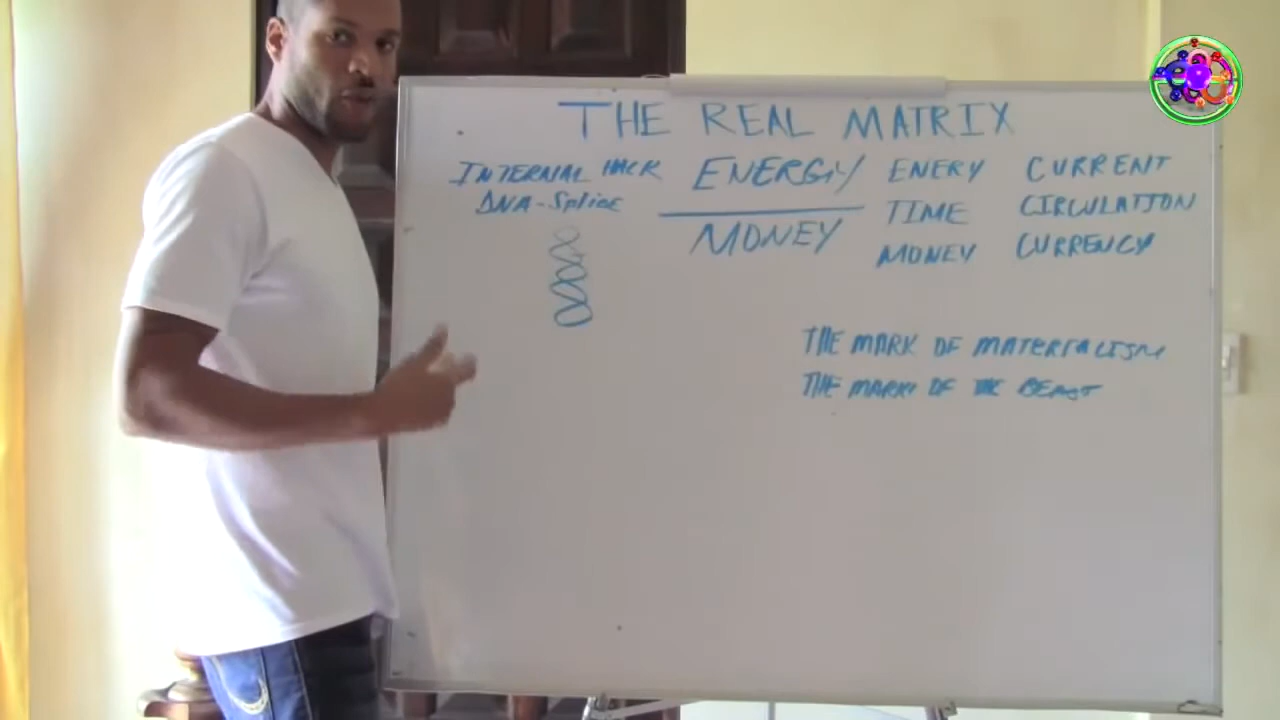 THE REAL MATRIX
INTERNAL HACK
DNA-Splice
ENERGY
MONEY
ENERY CURRENT
TIME CIRCULATION
MONEY CURRENCY
THE MARK OF MATERIALISM
THE MARK OF THE BEAST